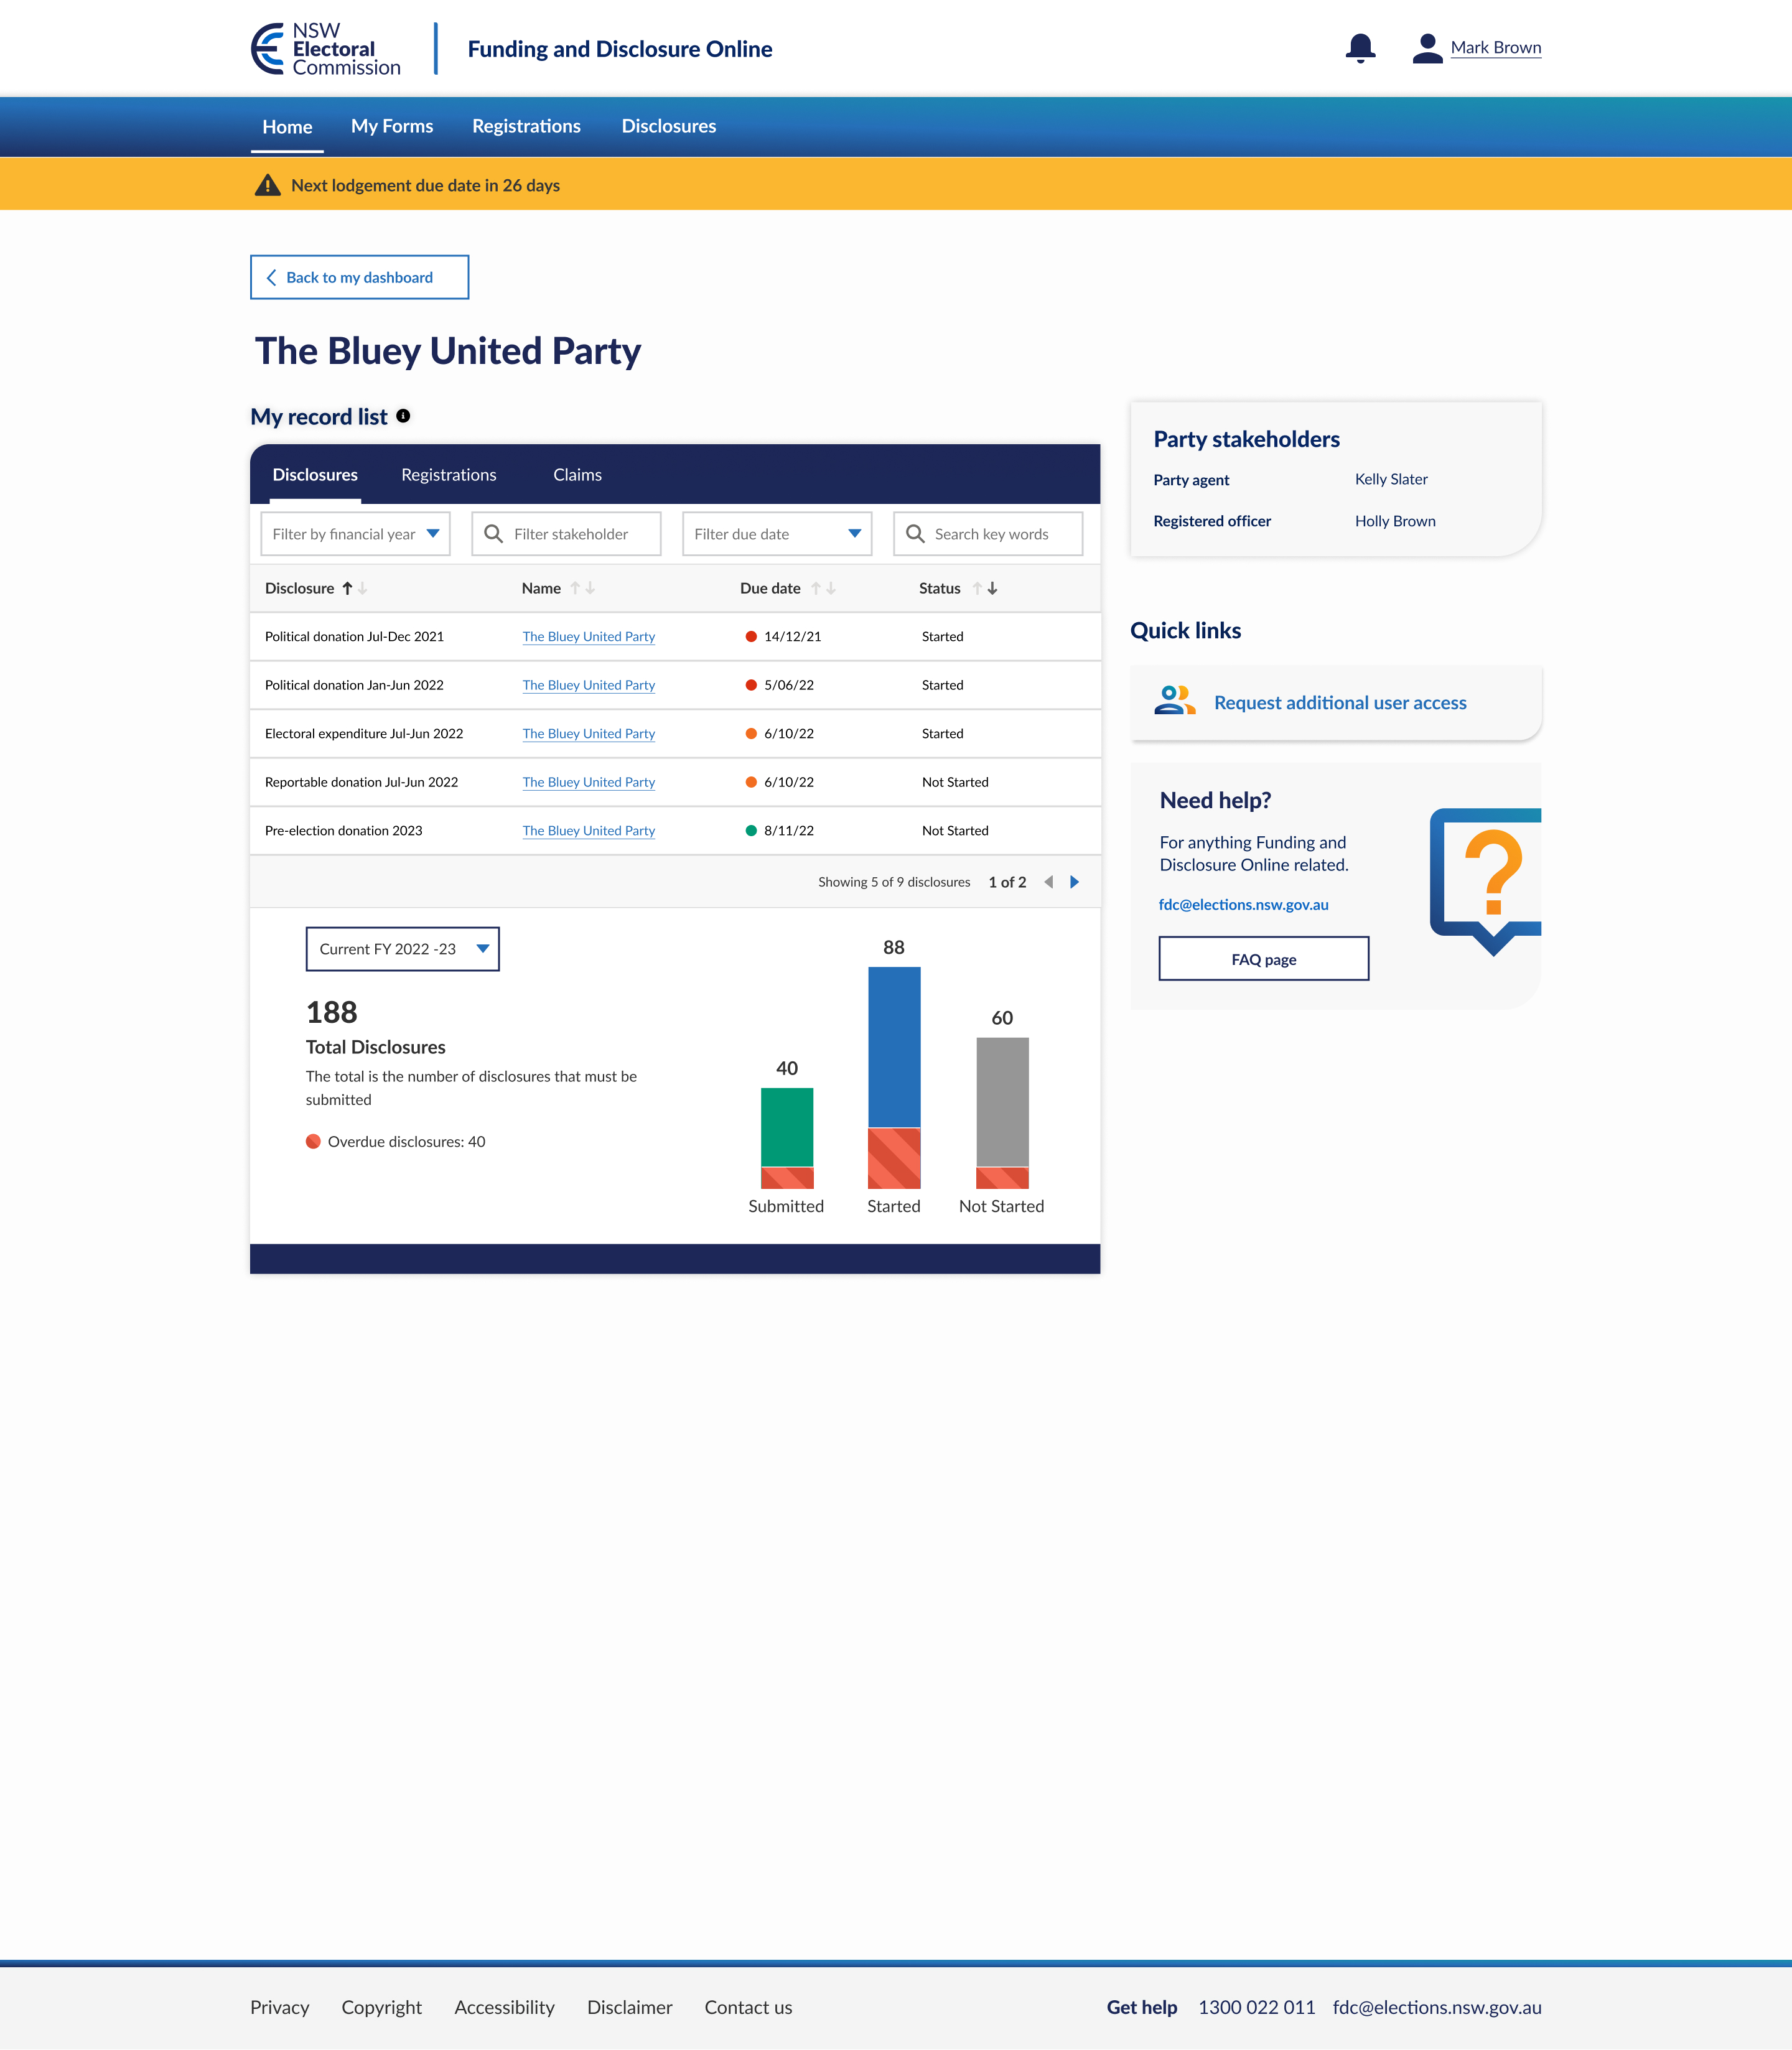 NSW
Electoral
Commission
Funding and Disclosure Online
Mark Brown
Home My Forms Registrations Disclosures
Next lodgement due date in 26 days
Back to my dashboard
The Bluey United Party
My record list
Disclosures Registrations Claims
Filter by financial year Filter stakeholder Filter due date Search key words
Disclosure Name Due date Status
Political donation Jul-Dec 2021 The Bluey United Party 14/12/21 Started
Political donation Jan-Jun 2022 The Bluey United Party 5/06/22 Started
Electoral expenditure Jul-Jun 2022 The Bluey United Party 6/10/22 Started
Reportable donation Jul-Jun 2022 The Bluey United Party 6/10/22 Not Started
Pre-election donation 2023 The Bluey United Party 8/11/22 Not Started
Showing 5 of 9 disclosures 1 of 2
Current FY 2022 -23
188
Total Disclosures
The total is the number of disclosures that must be
submitted
Overdue disclosures: 40
40
88
60
Submitted Started Not Started
Party stakeholders
Party agent Kelly Slater
Registered officer Holly Brown
Quick links
Request additional user access
Need help?
For anything Funding and
Disclosure Online related.
fdc@elections.nsw.gov.au
FAQ page
?
Privacy Copyright Accessibility Disclaimer Contact us
Get help 1300 022 011 fdc@elections.nsw.gov.au